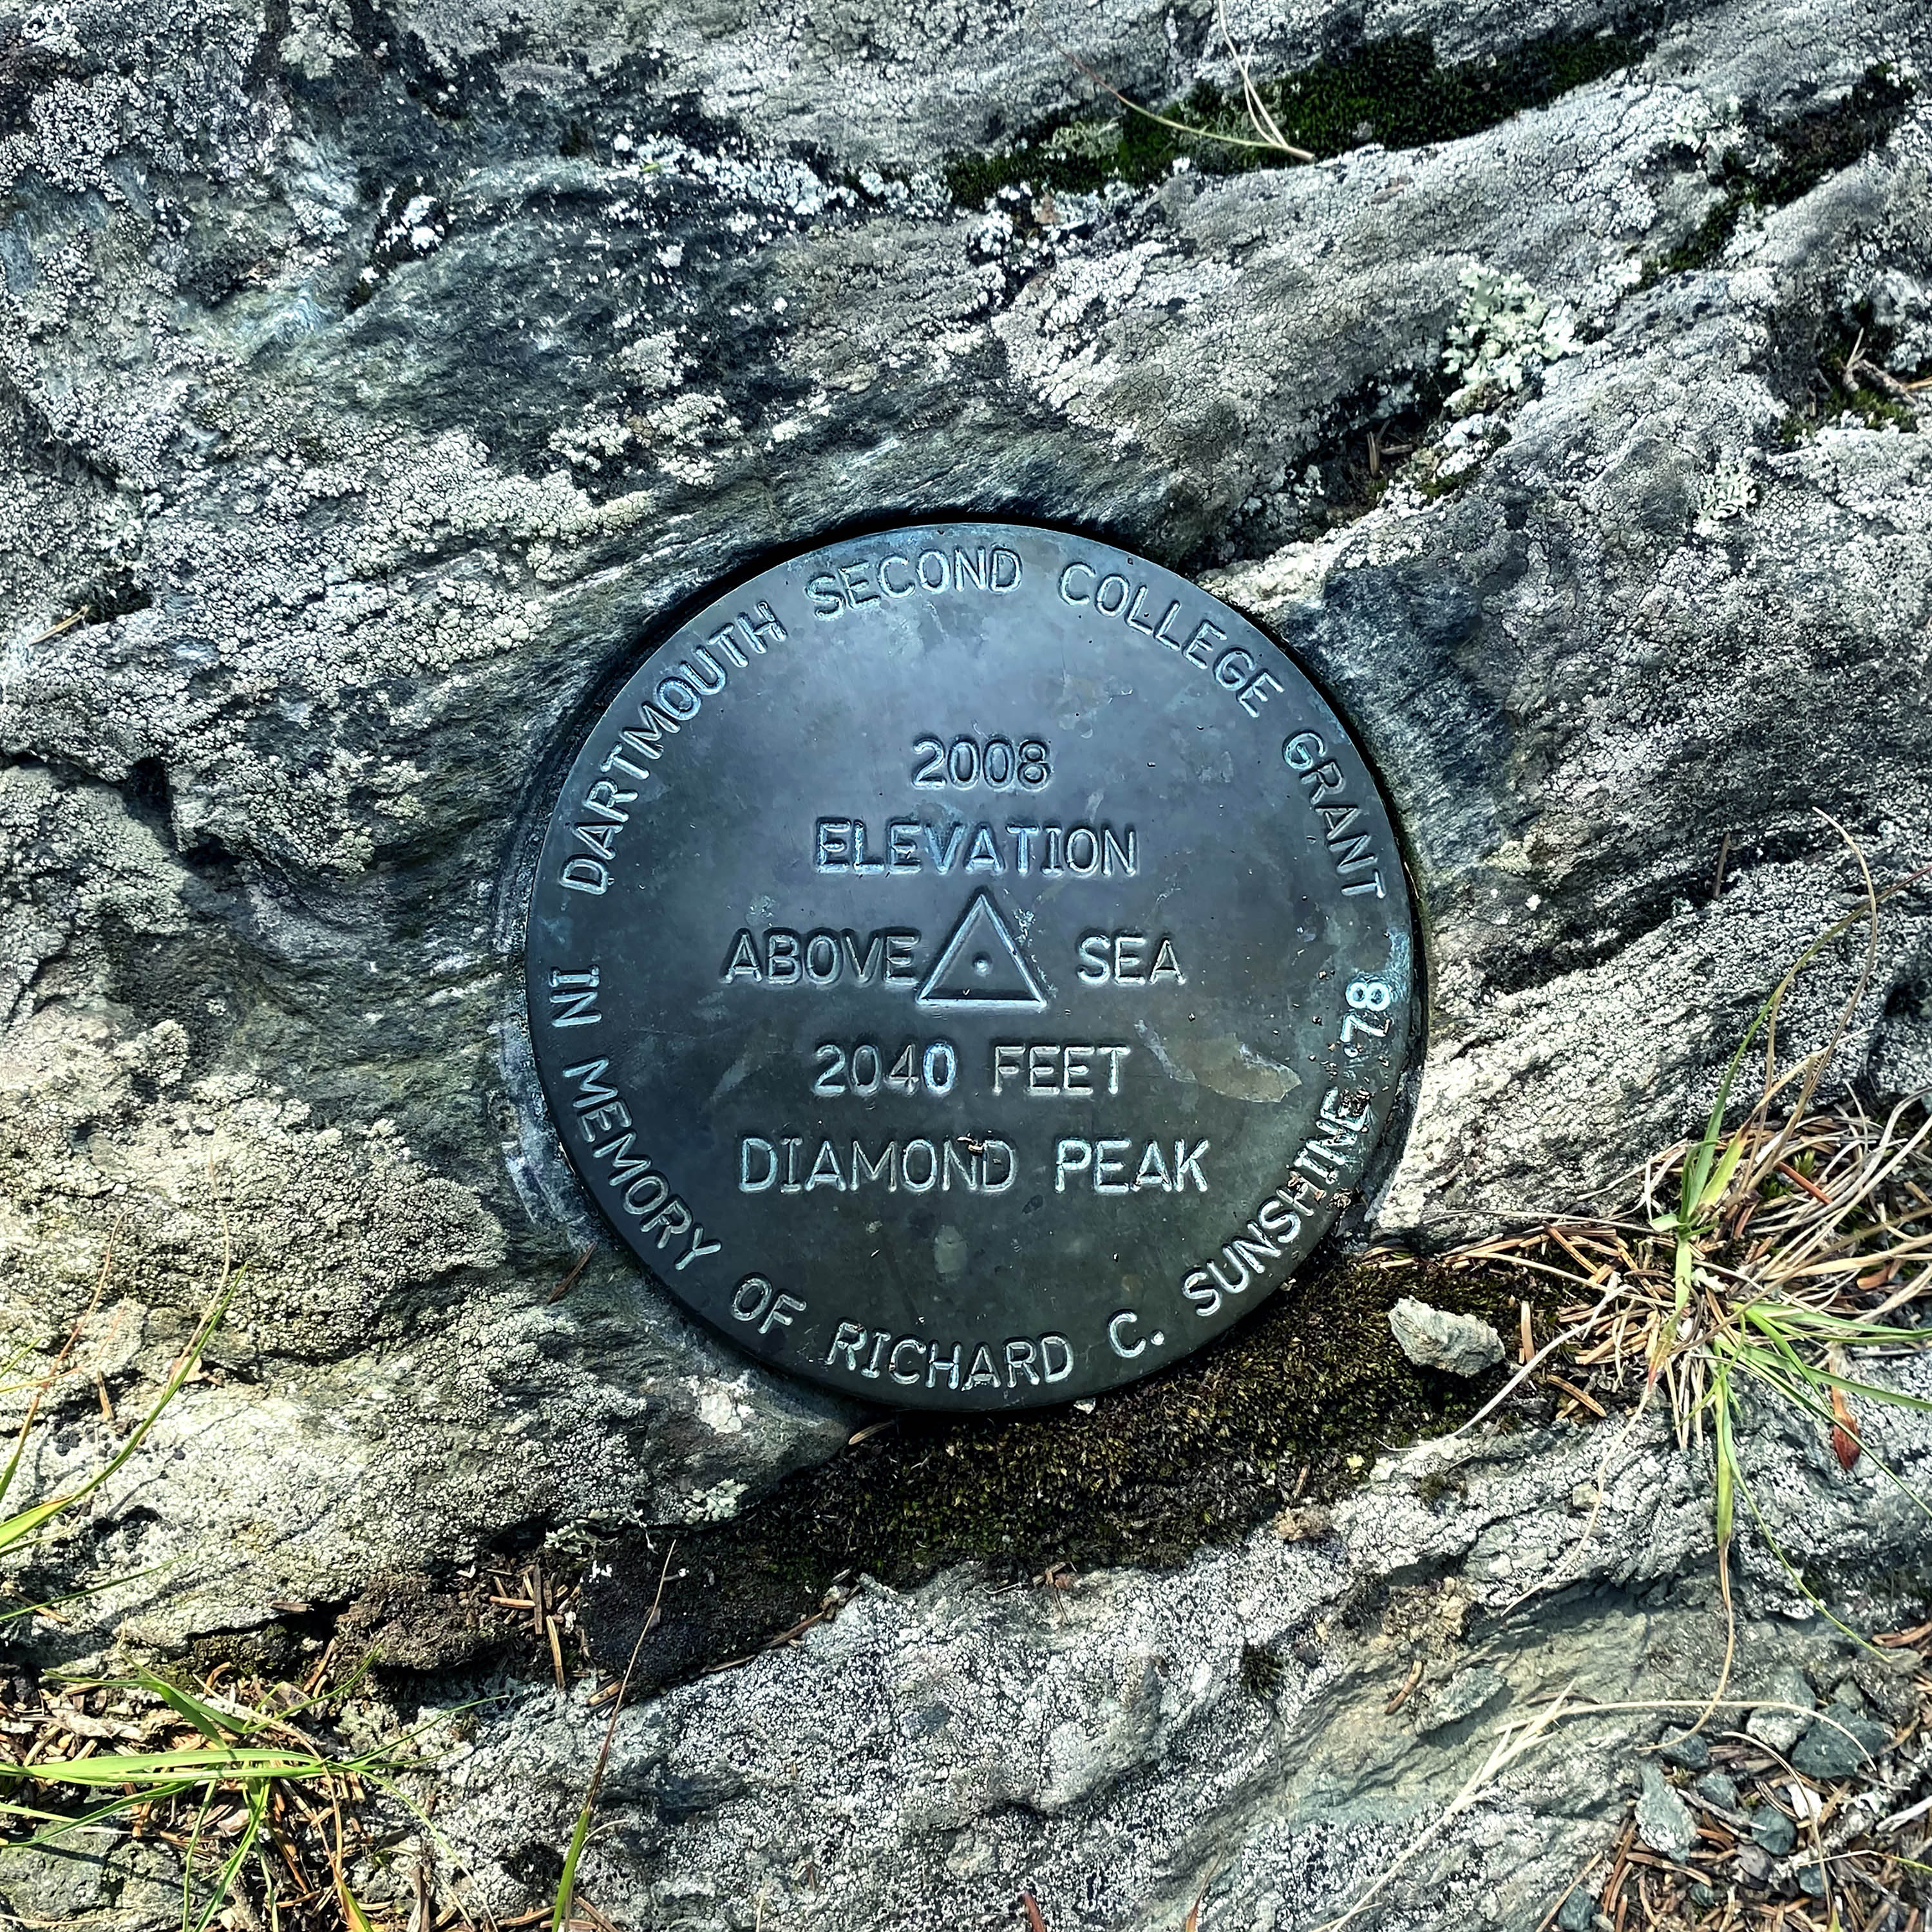 DARTMOUTH SECOND COLLEGE GRANT
2008
ELEVATION
ABOVE SEA
2040 FEET
DIAMOND PEAK
IN MEMORY OF RICHARD C. SUNSHINE '78